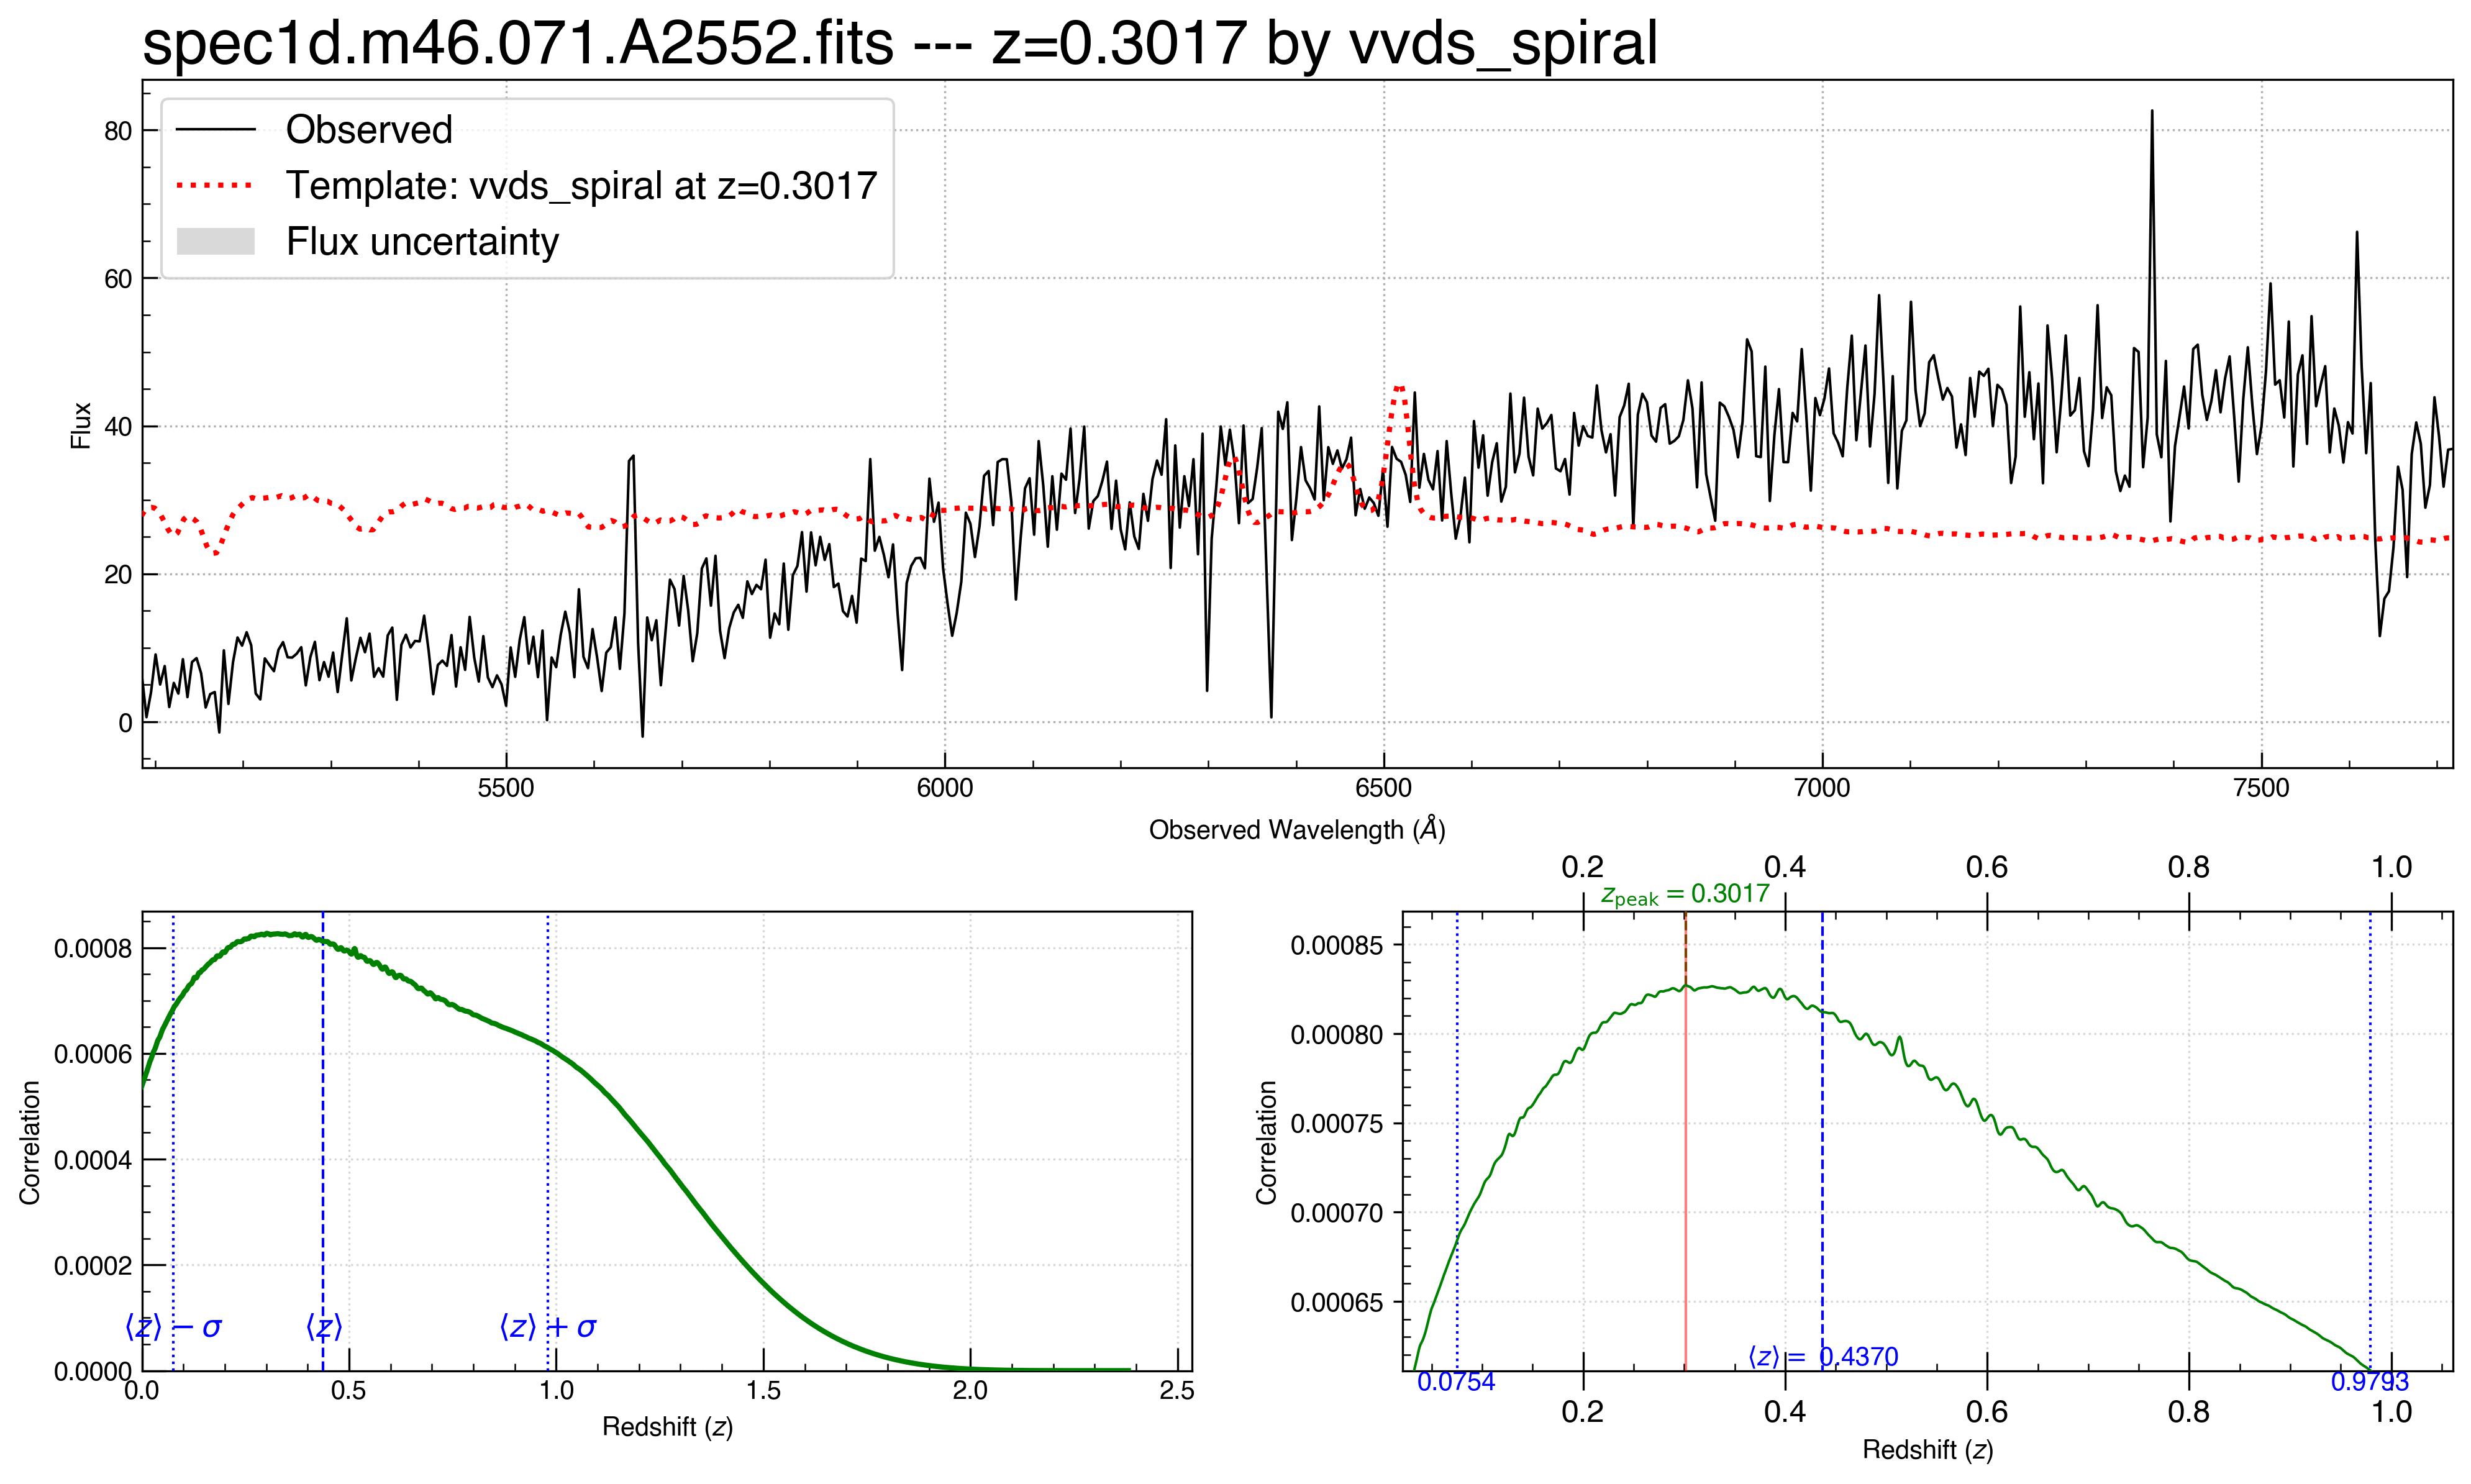 spec1d.m46.071.A2552.fits --- z=0.3017 by vvds_spiral
Observed
Template: vvds_spiral at z=0.3017
Flux uncertainty
80
60
40
20
0
Flux
5500
6000
6500
7000
7500
Observed Wavelength (Å)
0.2
0.4
0.6
0.8
1.0
z_peak = 0.3017
0.0008
0.0006
0.0004
0.0002
0.0000
Correlation
⟨z⟩ − σ
⟨z⟩
⟨z⟩ + σ
0.0
0.5
1.0
1.5
2.0
2.5
Redshift (z)
0.00085
0.00080
0.00075
0.00070
0.00065
Correlation
⟨z⟩ = 0.4370
0.0754
0.9793
0.2
0.4
0.6
0.8
1.0
Redshift (z)